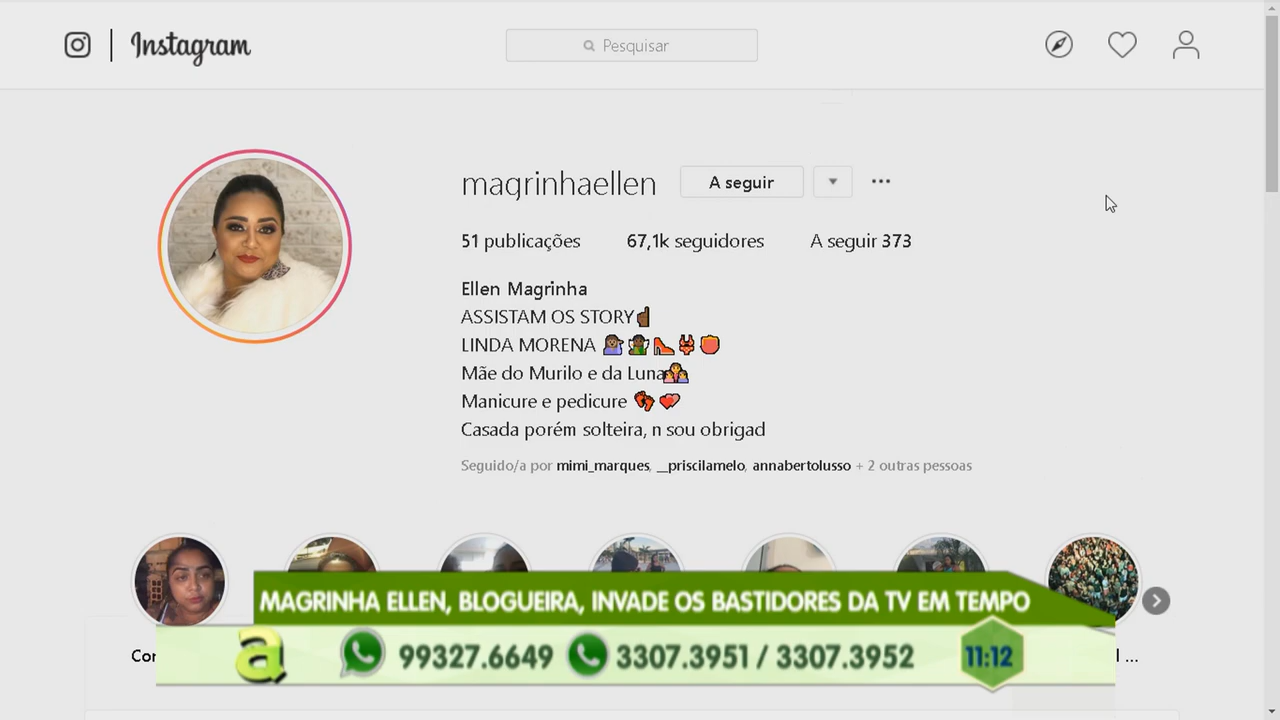 Instagram
Pesquisar
magrinhaellen
A seguir
51 publicações
67,1k seguidores
A seguir 373
Ellen Magrinha
ASSISTAM OS STORY
LINDA MORENA
Mãe do Murilo e da Luna
Manicure e pedicure
Casada porém solteira, n sou obrigad
Seguido/a por mimi_marques, __priscilamelo, annabertolusso + 2 outras pessoas
MAGRINHA ELLEN, BLOGUEIRA, INVADE OS BASTIDORES DA TV EM TEMPO
a
99327.6649
3307.3951 / 3307.3952
11:12